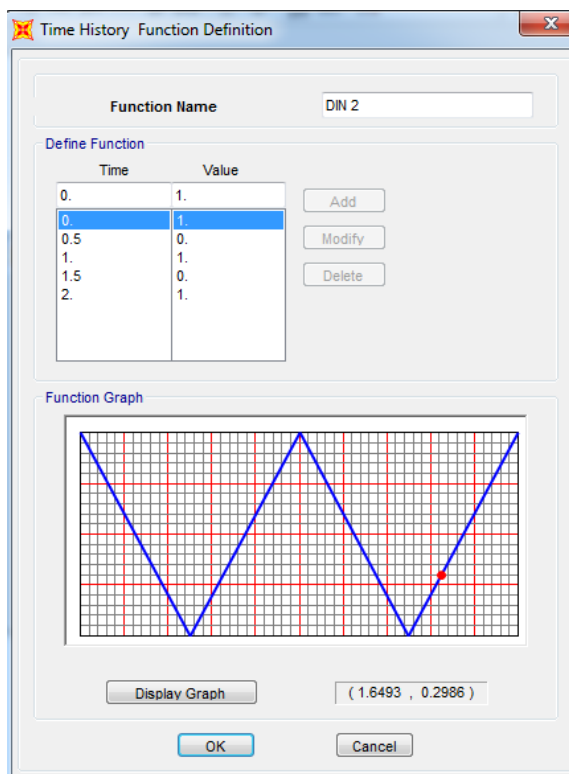 Time History Function Definition
Function Name DIN 2
Define Function
Time Value
0. 1.
Add
0. 1.
0.5 0.
Modify
1. 1.
1.5 0.
Delete
2. 1.
Function Graph
Display Graph ( 1.6493 , 0.2986 )
OK Cancel